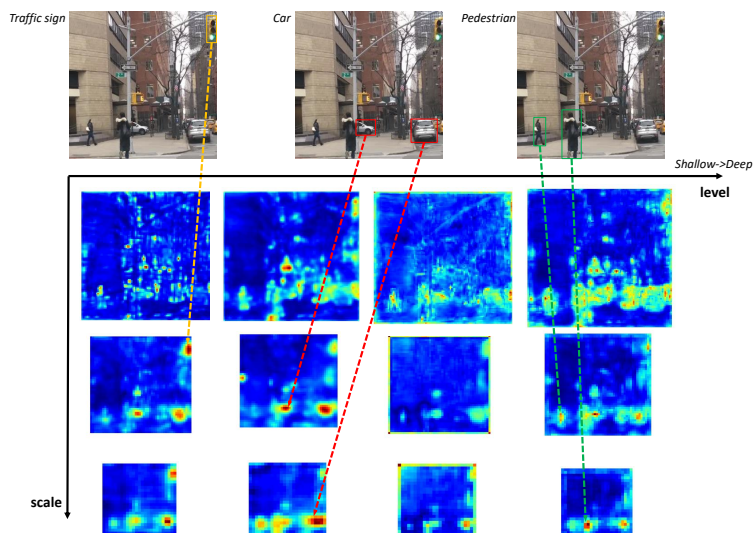 Traffic sign
Car
Pedestrian
Shallow->Deep
level
scale